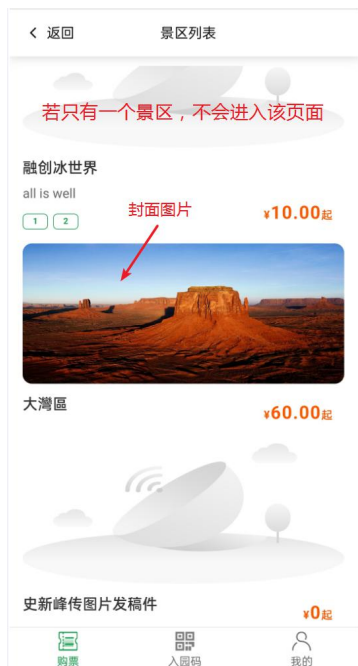 返回
景区列表
若只有一个景区，不会进入该页面
融创冰世界
all is well
1 2
封面图片
¥10.00起
大灣區
¥60.00起
史新峰传图片发稿件
¥0起
购票
入园码
我的